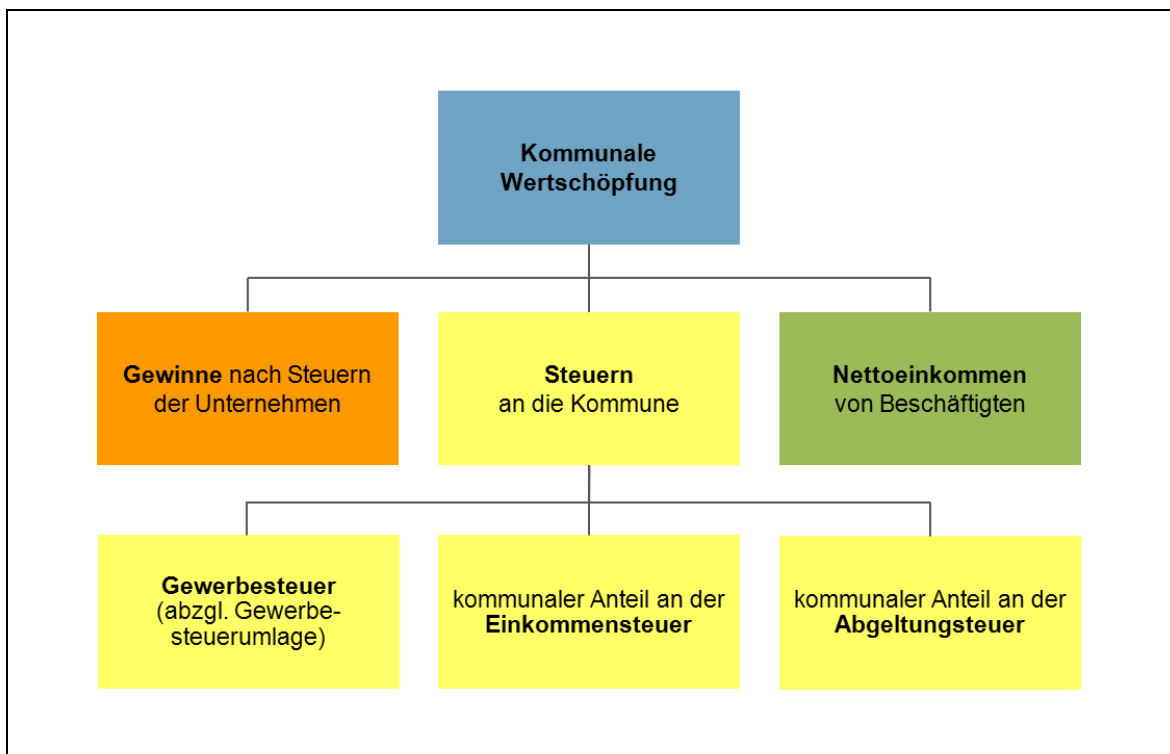 Kommunale
Wertschöpfung
Gewinne nach Steuern
der Unternehmen
Steuern
an die Kommune
Nettoeinkommen
von Beschäftigten
Gewerbesteuer
(abzgl. Gewerbe-
steuerumlage)
kommunaler Anteil an der
Einkommensteuer
kommunaler Anteil an der
Abgeltungsteuer